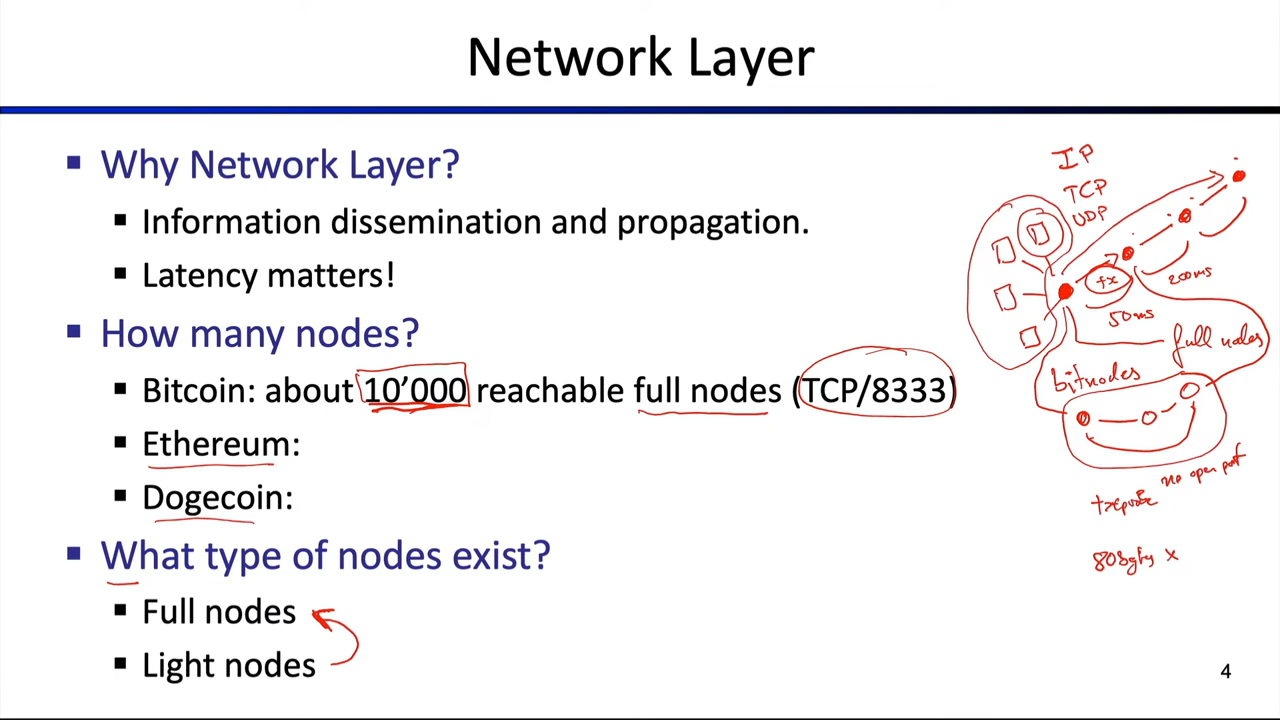 Network Layer
▪ Why Network Layer?
▪ Information dissemination and propagation.
▪ Latency matters!
▪ How many nodes?
▪ Bitcoin: about 10’000 reachable full nodes (TCP/8333)
▪ Ethereum:
▪ Dogecoin:
▪ What type of nodes exist?
▪ Full nodes
▪ Light nodes
IP
TCP
UDP
tx
200ms
50ms
full nodes
bitnodes
no open port
4